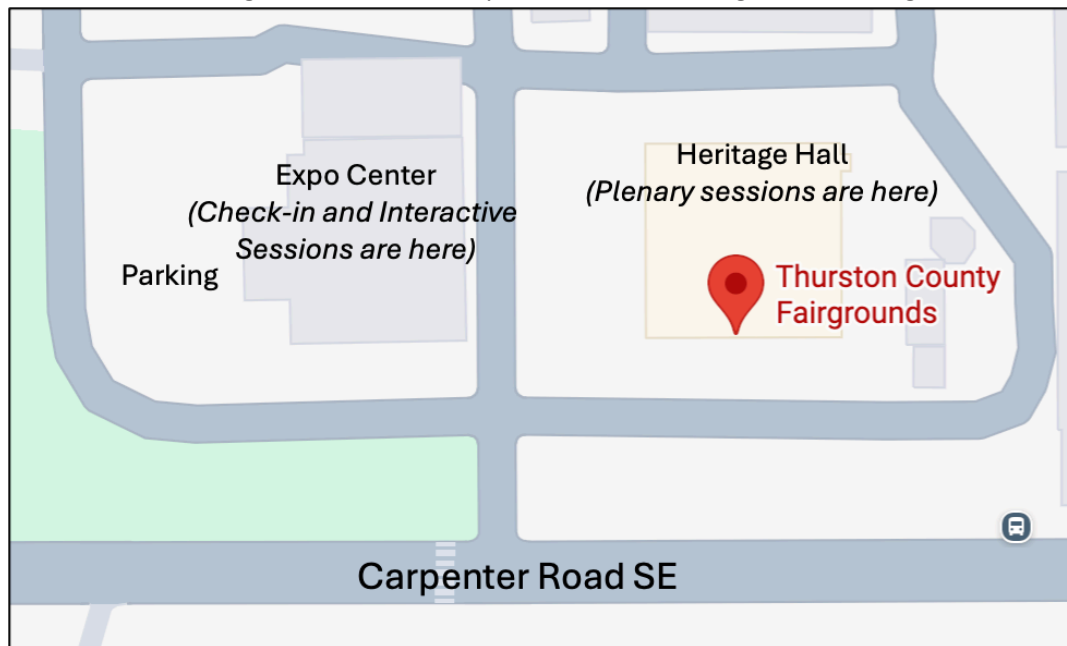 Expo Center
(Check-in and Interactive
Sessions are here)
Parking
Heritage Hall
(Plenary sessions are here)
Thurston County
Fairgrounds
Carpenter Road SE